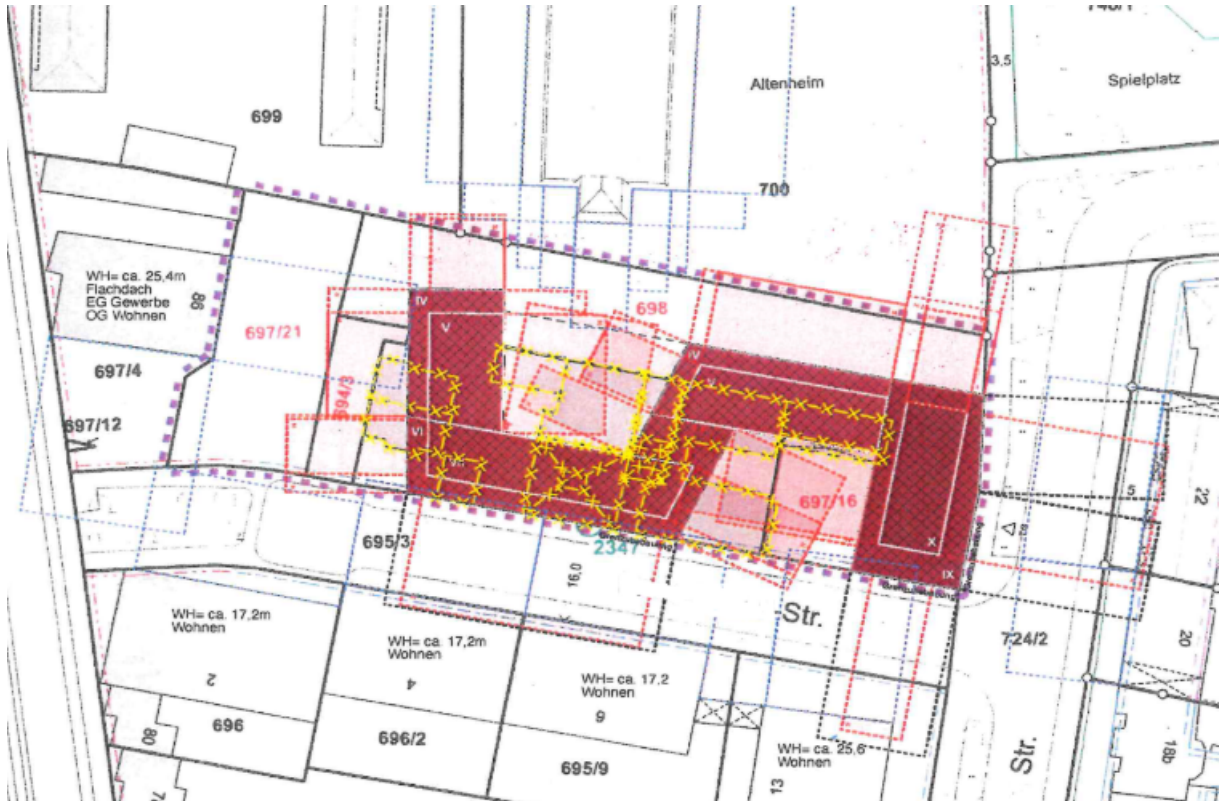 3,5
Spielplatz
Altenheim
699
700
WH= ca. 25,4m
Flachdach
EG Gewerbe
OG Wohnen
86
697/21
698
IV
V
IV
697/4
694/3
697/12
VI
697/16
5
22
X
IX
2347
695/3
16,0
Str.
724/2
WH= ca. 17,2m
Wohnen
2
WH= ca. 17,2m
Wohnen
4
WH= ca. 17.2
Wohnen
6
20
696
696/2
695/9
80
WH= ca. 25,6
Wohnen
13
Str.
18b